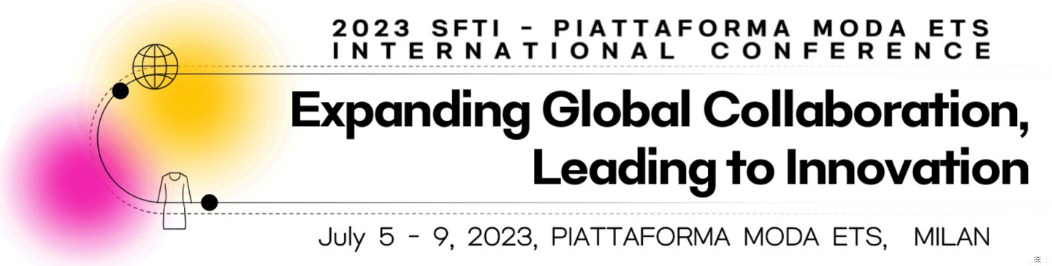 2023 SFTI - PIATTAFORMA MODA ETS
INTERNATIONAL CONFERENCE
Expanding Global Collaboration,
Leading to Innovation
July 5 - 9, 2023, PIATTAFORMA MODA ETS, MILAN